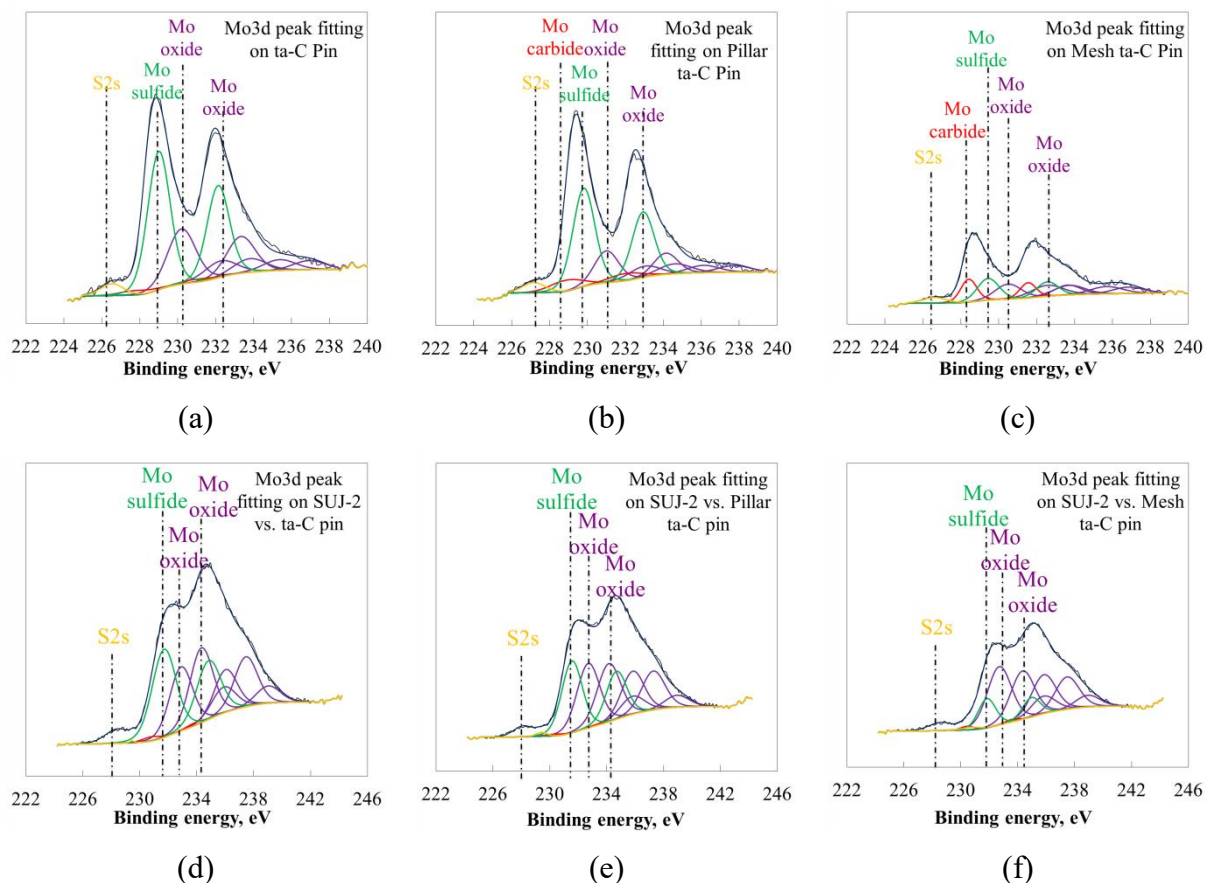 Mo3d peak fitting
on ta-C Pin
Mo
oxide
S2s
Mo
sulfide
Mo
oxide
222 224 226 228 230 232 234 236 238 240
Binding energy, eV
(a)
Mo3d peak
fitting on Pillar
ta-C Pin
Mo
carbide
Mo
oxide
S2s
Mo
sulfide
Mo
oxide
222 224 226 228 230 232 234 236 238 240
Binding energy, eV
(b)
Mo3d peak fitting
on Mesh ta-C Pin
Mo
sulfide
Mo
oxide
Mo
carbide
Mo
oxide
S2s
222 224 226 228 230 232 234 236 238 240
Binding energy, eV
(c)
Mo3d peak
fitting on SUJ-2
vs. ta-C pin
Mo
sulfide
Mo
oxide
Mo
oxide
S2s
222 226 230 234 238 242 246
Binding energy, eV
(d)
Mo3d peak fitting
on SUJ-2 vs. Pillar
ta-C pin
Mo
sulfide
Mo
oxide
Mo
oxide
S2s
222 226 230 234 238 242 246
Binding energy, eV
(e)
Mo3d peak fitting
on SUJ-2 vs. Mesh
ta-C pin
Mo
sulfide
Mo
oxide
Mo
oxide
S2s
222 226 230 234 238 242 246
Binding energy, eV
(f)